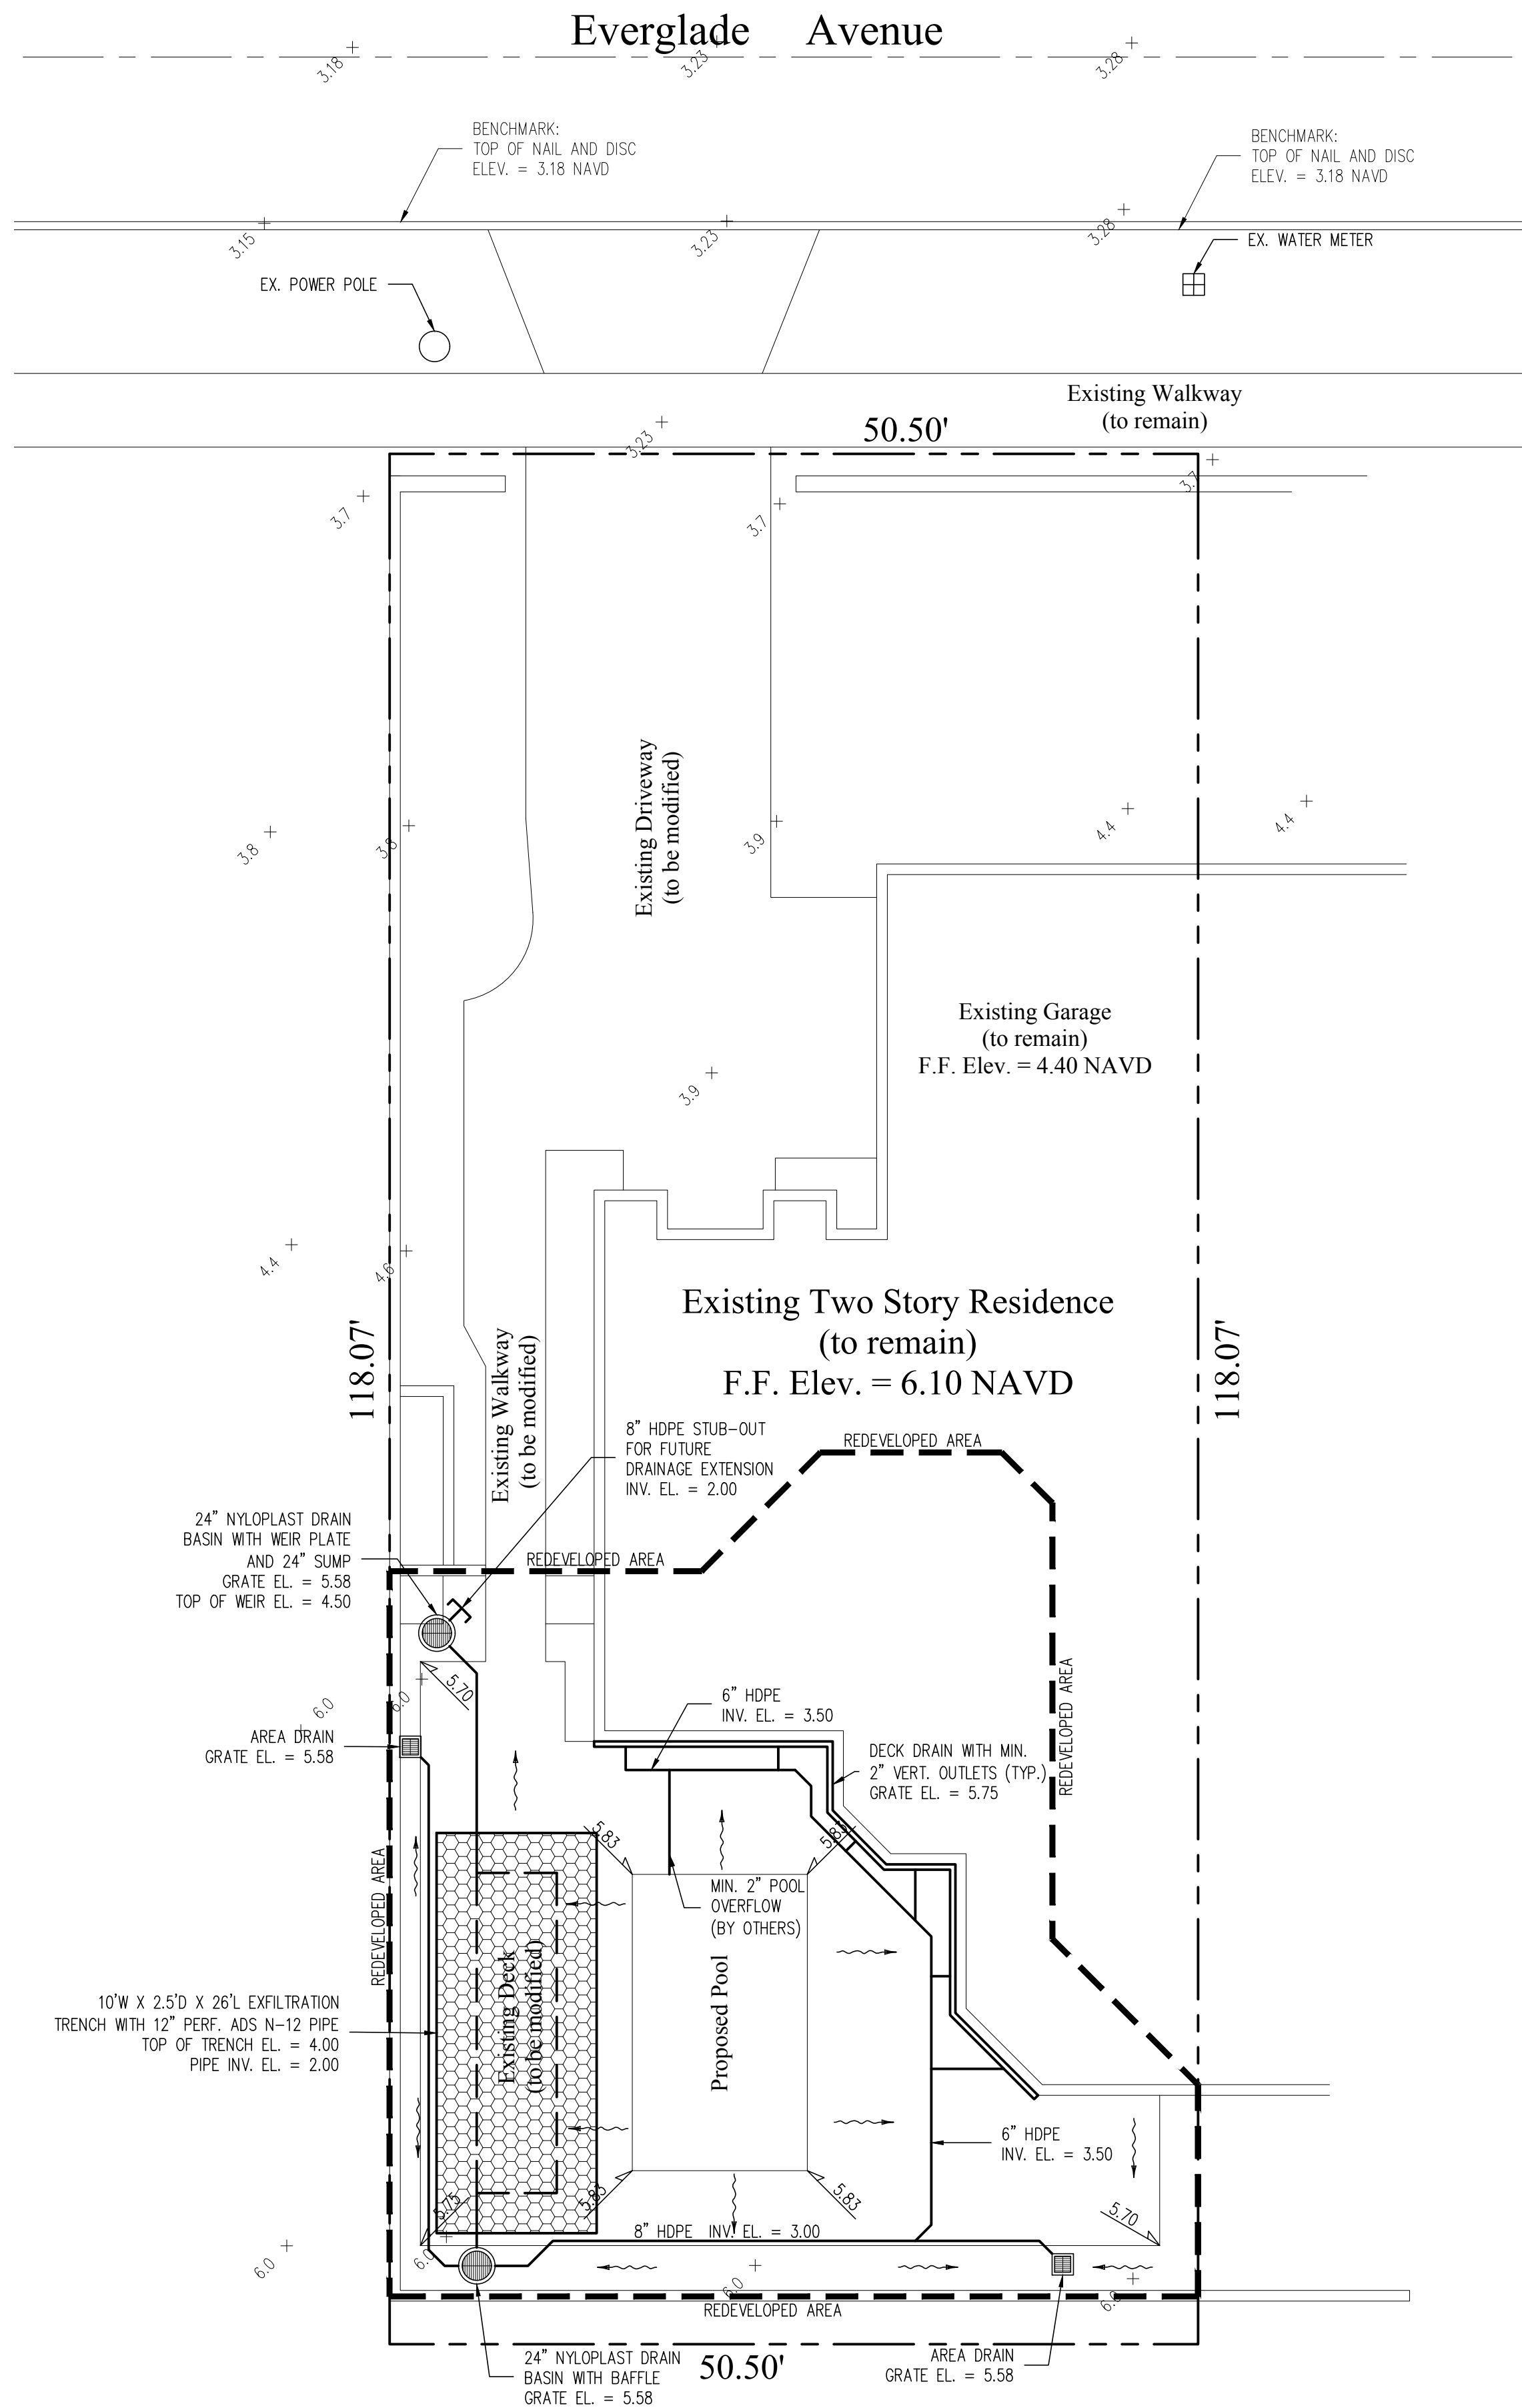 Everglade Avenue
3.18
3.23
3.28
BENCHMARK:
TOP OF NAIL AND DISC
ELEV. = 3.18 NAVD
BENCHMARK:
TOP OF NAIL AND DISC
ELEV. = 3.18 NAVD
3.15
3.23
3.28
EX. WATER METER
EX. POWER POLE
Existing Walkway
(to remain)
50.50'
3.23
3.7
3.7
3.7
Existing Driveway
(to be modified)
3.8
3.8
3.9
4.4
4.4
Existing Garage
(to remain)
F.F. Elev. = 4.40 NAVD
3.9
4.4
4.6
Existing Two Story Residence
(to remain)
F.F. Elev. = 6.10 NAVD
118.07'
118.07'
Existing Walkway
(to be modified)
8" HDPE STUB-OUT
FOR FUTURE
DRAINAGE EXTENSION
INV. EL. = 2.00
REDEVELOPED AREA
24" NYLOPLAST DRAIN
BASIN WITH WEIR PLATE
AND 24" SUMP
GRATE EL. = 5.58
TOP OF WEIR EL. = 4.50
REDEVELOPED AREA
5.70
6.0
6.0
AREA DRAIN
GRATE EL. = 5.58
6" HDPE
INV. EL. = 3.50
DECK DRAIN WITH MIN.
2" VERT. OUTLETS (TYP.)
GRATE EL. = 5.75
REDEVELOPED AREA
5.83
5.83
MIN. 2" POOL
OVERFLOW
(BY OTHERS)
REDEVELOPED AREA
Existing Deck
(to be modified)
Proposed Pool
10'W X 2.5'D X 26'L EXFILTRATION
TRENCH WITH 12" PERF. ADS N-12 PIPE
TOP OF TRENCH EL. = 4.00
PIPE INV. EL. = 2.00
6" HDPE
INV. EL. = 3.50
5.75
5.83
5.83
5.70
8" HDPE INV. EL. = 3.00
6.0
6.0
6.0
6.0
REDEVELOPED AREA
24" NYLOPLAST DRAIN
BASIN WITH BAFFLE
GRATE EL. = 5.58
50.50'
AREA DRAIN
GRATE EL. = 5.58